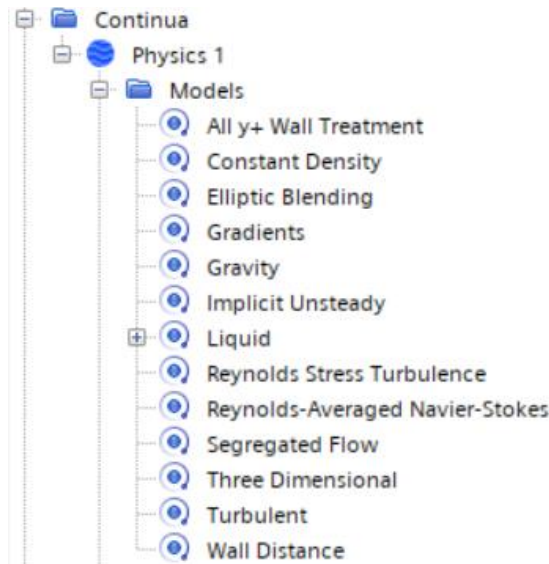 Continua
Physics 1
Models
All y+ Wall Treatment
Constant Density
Elliptic Blending
Gradients
Gravity
Implicit Unsteady
Liquid
Reynolds Stress Turbulence
Reynolds-Averaged Navier-Stokes
Segregated Flow
Three Dimensional
Turbulent
Wall Distance